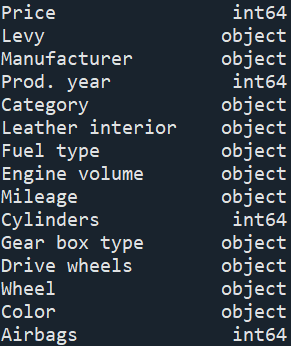 Price int64
Levy object
Manufacturer object
Prod. year int64
Category object
Leather interior object
Fuel type object
Engine volume object
Mileage object
Cylinders int64
Gear box type object
Drive wheels object
Wheel object
Color object
Airbags int64